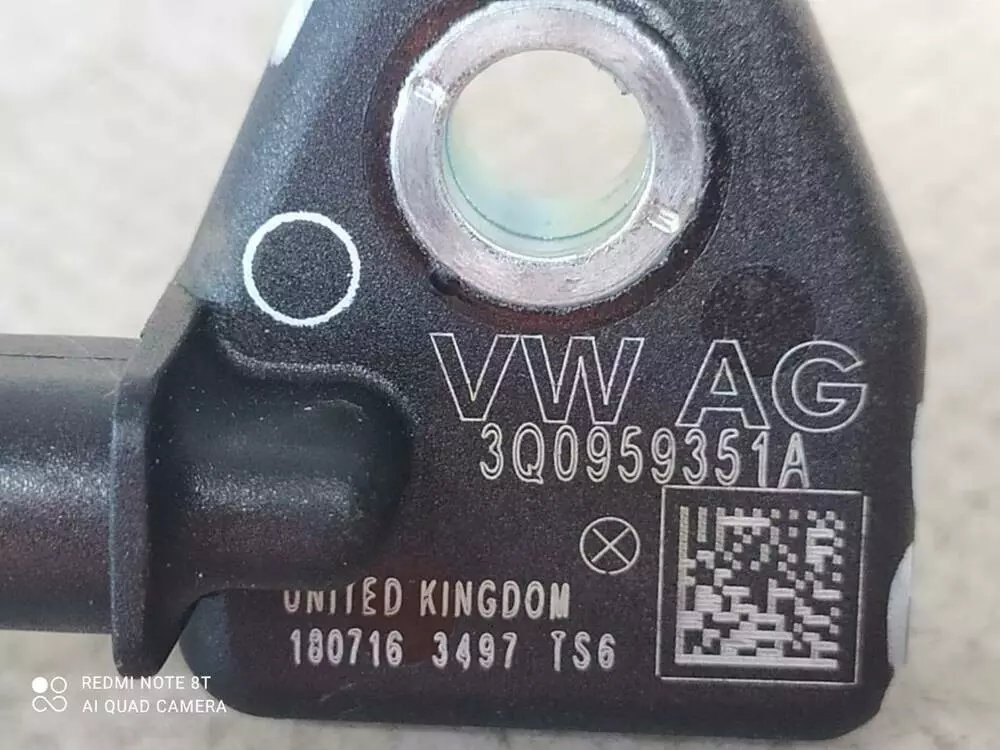 VW AG
3Q0959351A
UNITED KINGDOM
180716 3497 TS6
REDMI NOTE 8T
AI QUAD CAMERA